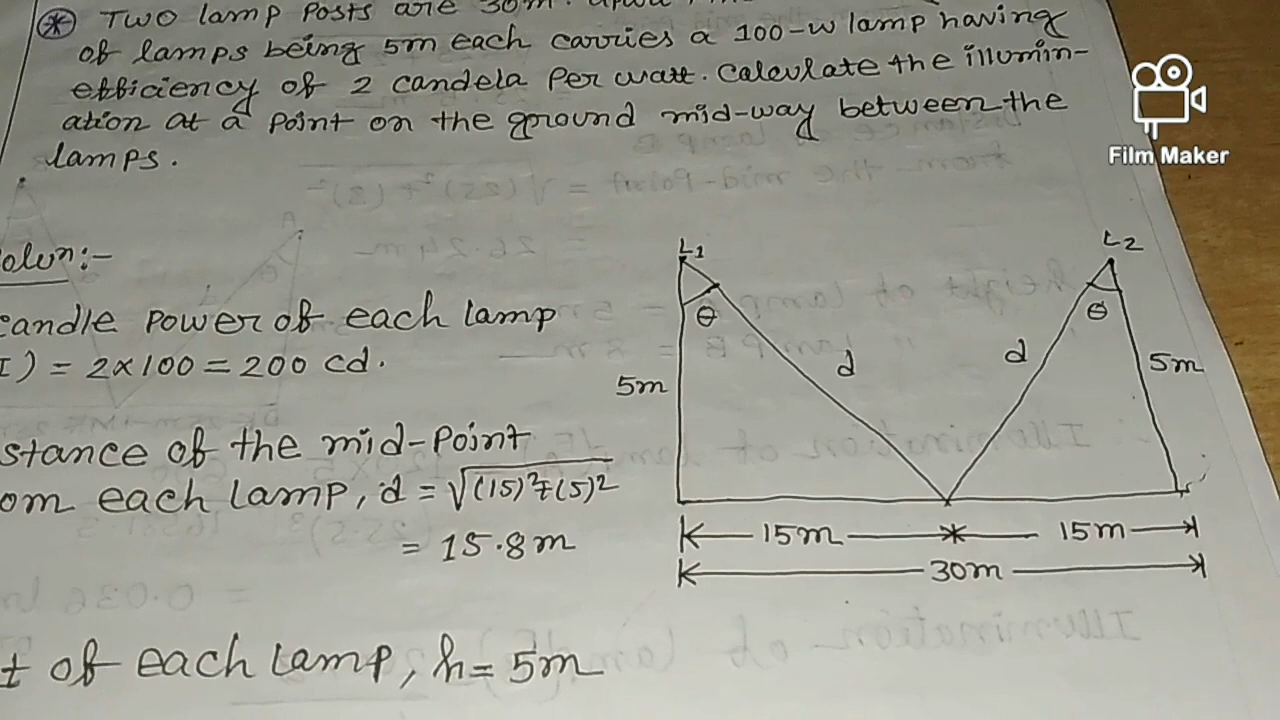 * Two lamp posts are 30m.
of lamps being 5m each carries a 100-w lamp having
efficiency of 2 candela per watt. calculate the illumin-
ation at a point on the ground mid-way between the
lamps.
Film Maker
olun:-
candle power of each lamp
I) = 2x100 = 200 cd.
stance of the mid-point
om each lamp, d = √(15)²+(5)²
= 15.8m
t of each lamp, h = 5m
L1
L2
θ
θ
d
d
5m
5m
15m
15m
30m